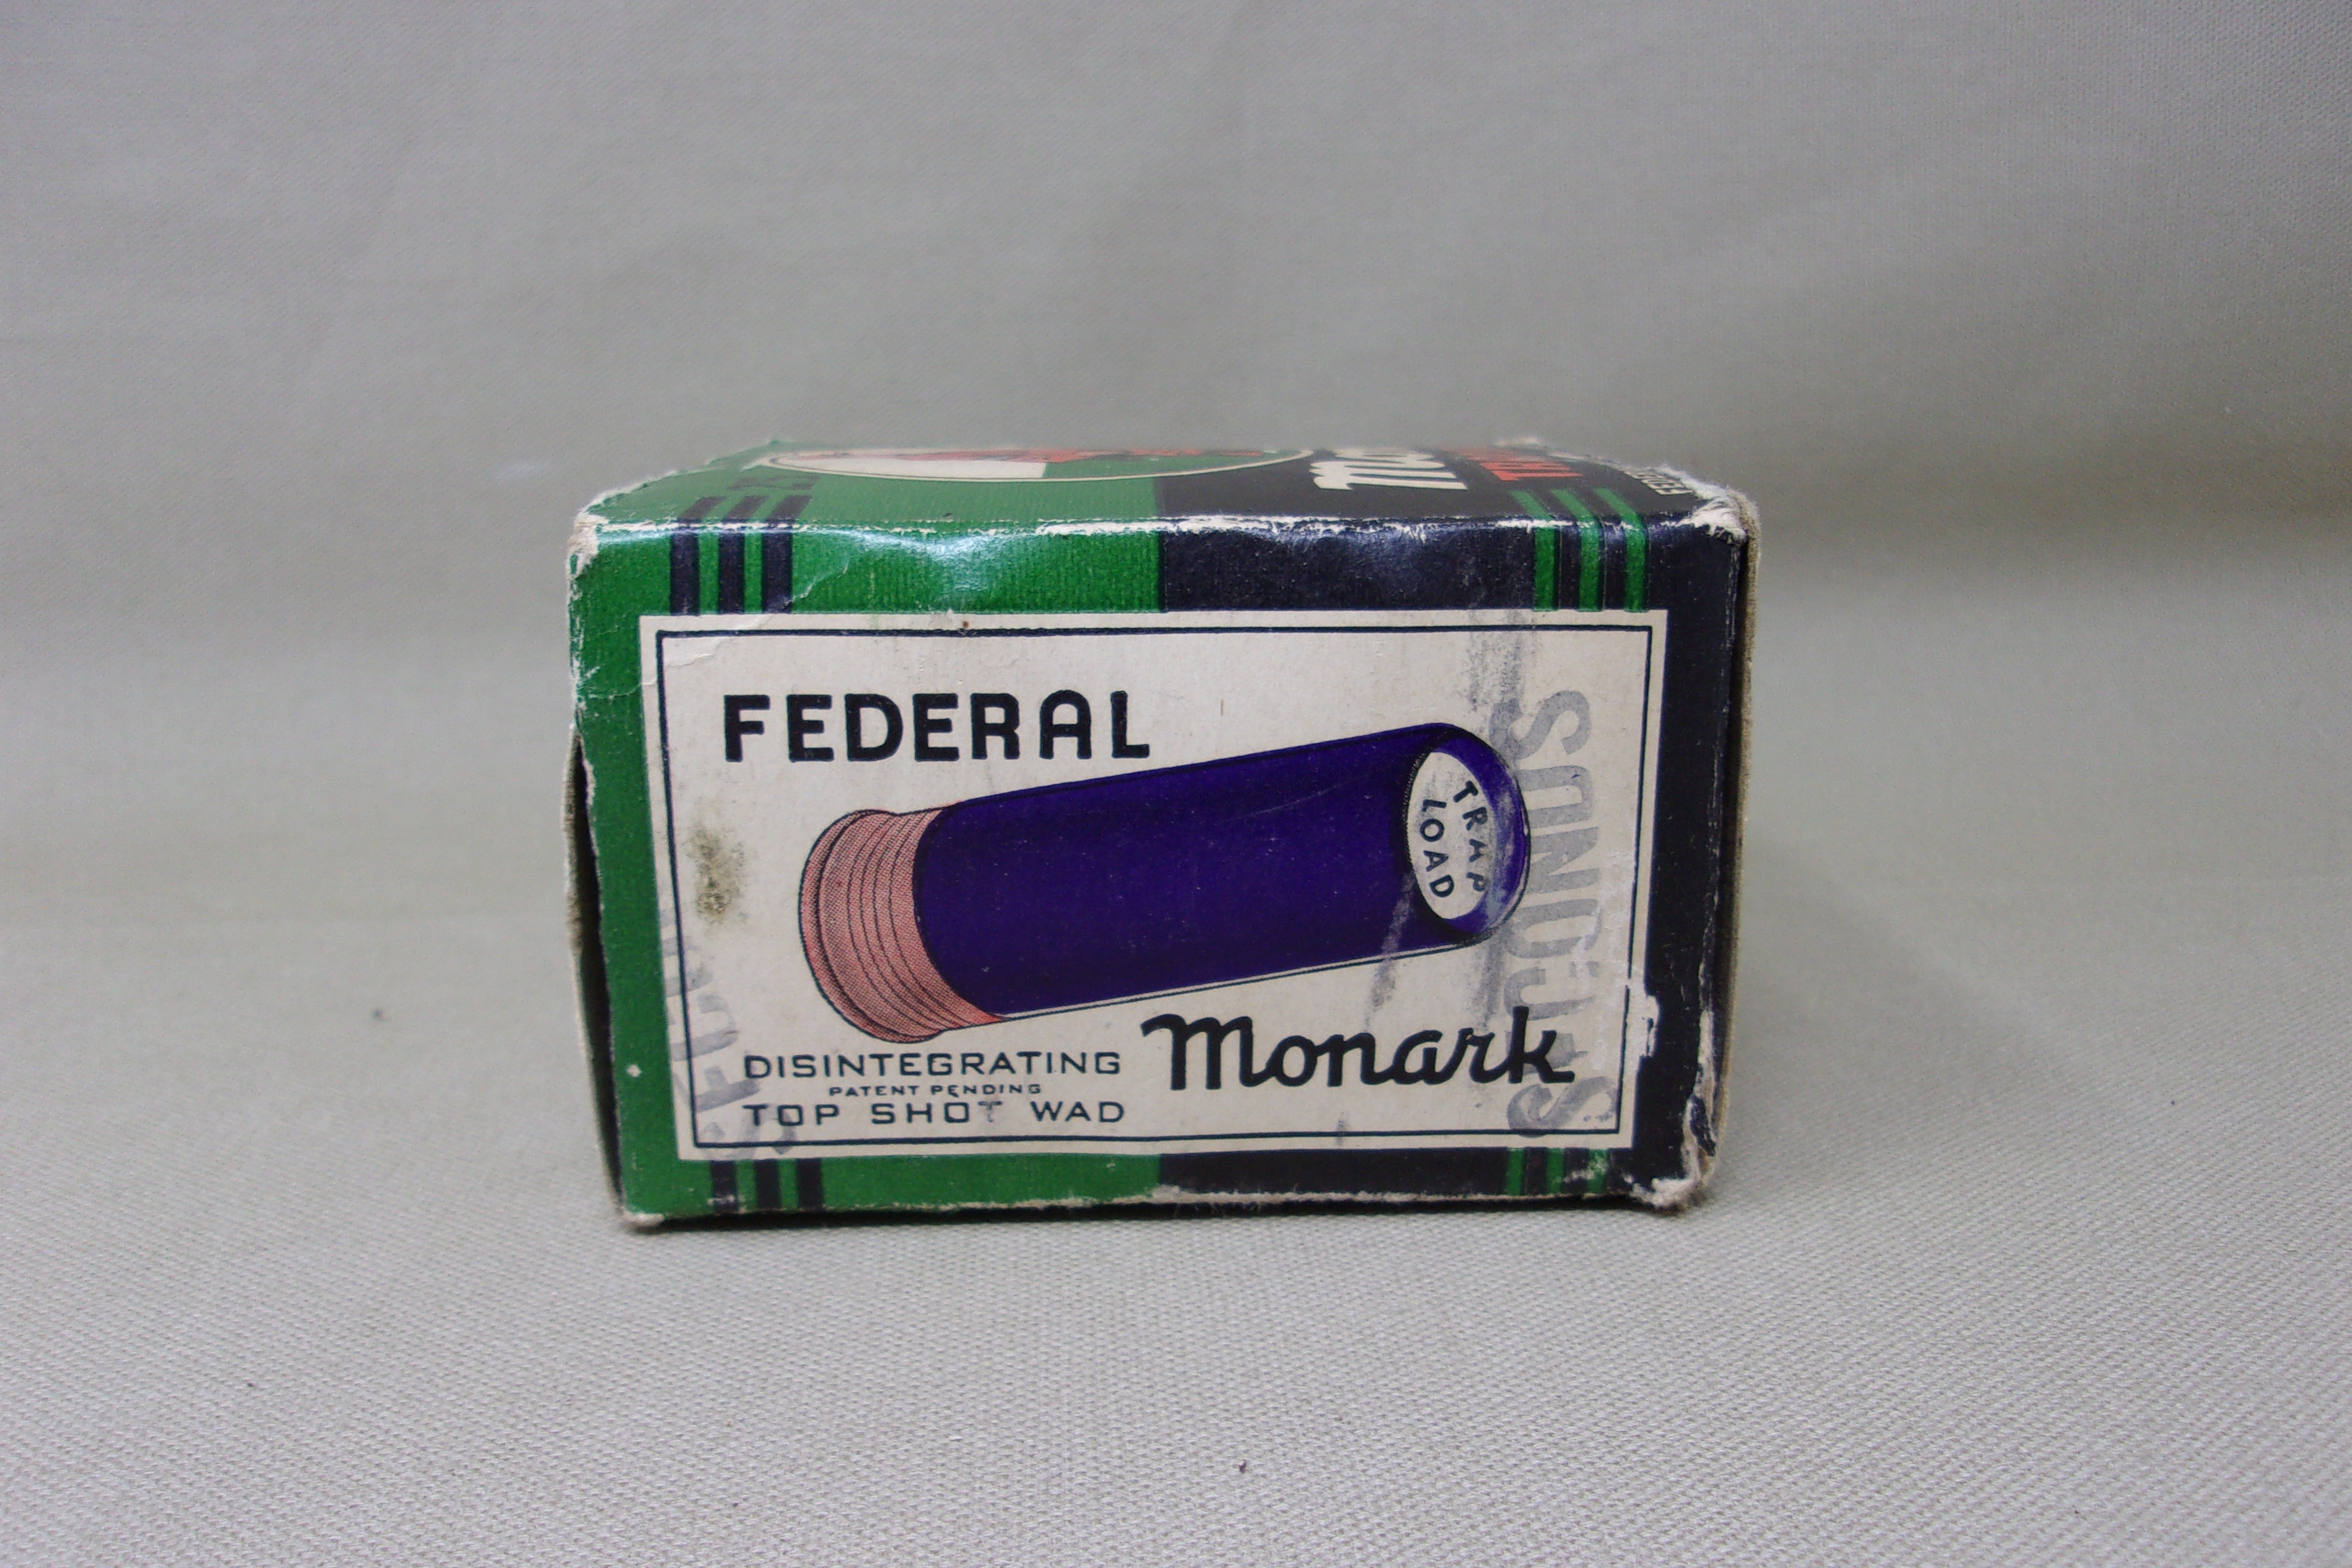 FEDERAL
TRAP
LOAD
Monark
DISINTEGRATING
PATENT PENDING
TOP SHOT WAD